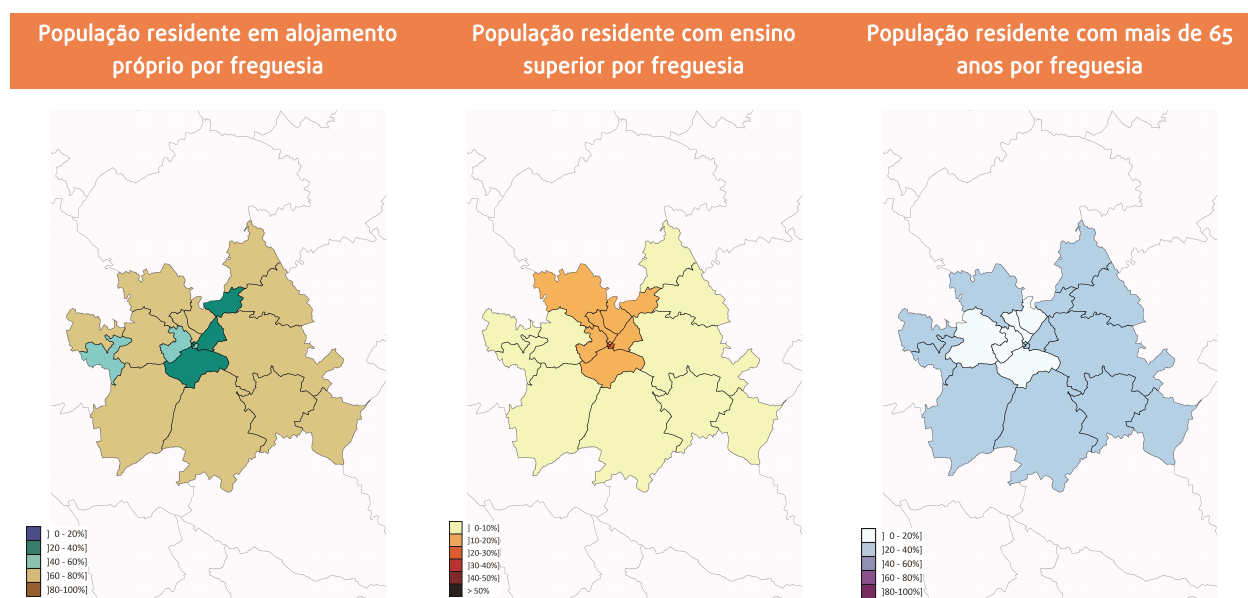 População residente em alojamento
próprio por freguesia
População residente com ensino
superior por freguesia
População residente com mais de 65
anos por freguesia
] 0 - 20%]
]20 - 40%]
]40 - 60%]
]60 - 80%]
]80-100%]
] 0-10%]
]10-20%]
]20-30%]
]30-40%]
]40-50%]
> 50%
] 0 - 20%]
]20 - 40%]
]40 - 60%]
]60 - 80%]
]80-100%]